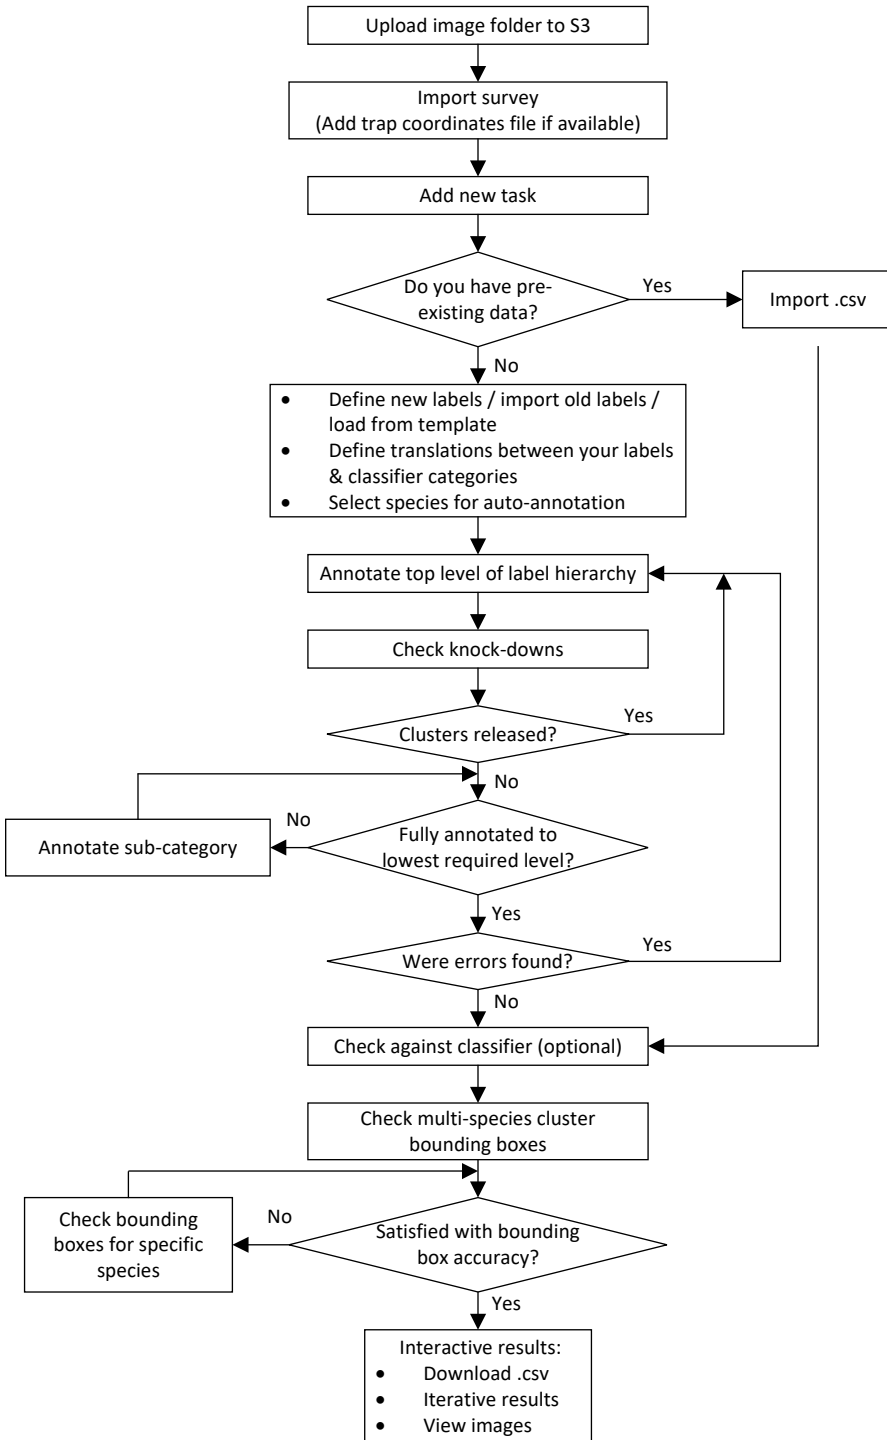 Upload image folder to S3
Import survey
(Add trap coordinates file if available)
Add new task
Do you have pre-
existing data?
Yes
Import .csv
No
• Define new labels / import old labels /
load from template
• Define translations between your labels
& classifier categories
• Select species for auto-annotation
Annotate top level of label hierarchy
Check knock-downs
Clusters released?
Yes
No
Fully annotated to
lowest required level?
No
Annotate sub-category
Yes
Were errors found?
Yes
No
Check against classifier (optional)
Check multi-species cluster
bounding boxes
Satisfied with bounding
box accuracy?
No
Check bounding
boxes for specific
species
Yes
Interactive results:
• Download .csv
• Iterative results
• View images